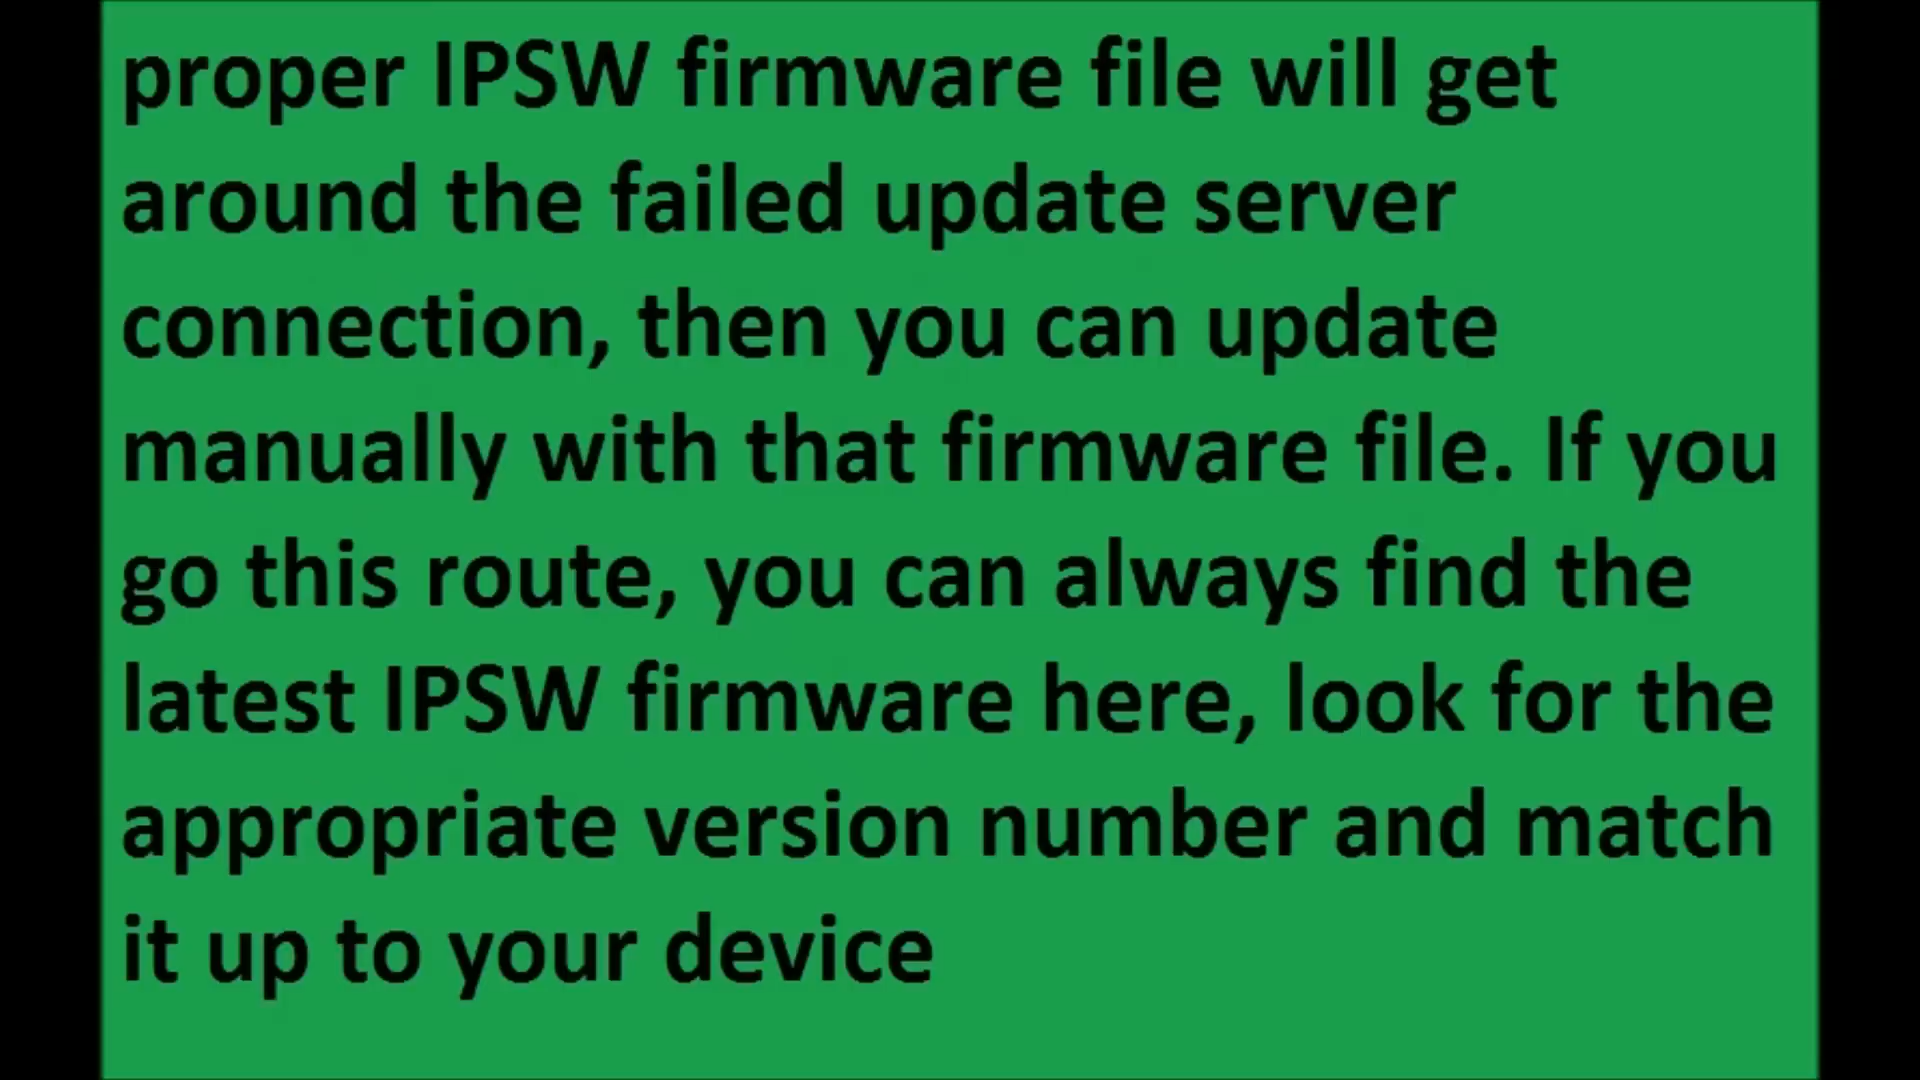 proper IPSW firmware file will get
around the failed update server
connection, then you can update
manually with that firmware file. If you
go this route, you can always find the
latest IPSW firmware here, look for the
appropriate version number and match
it up to your device